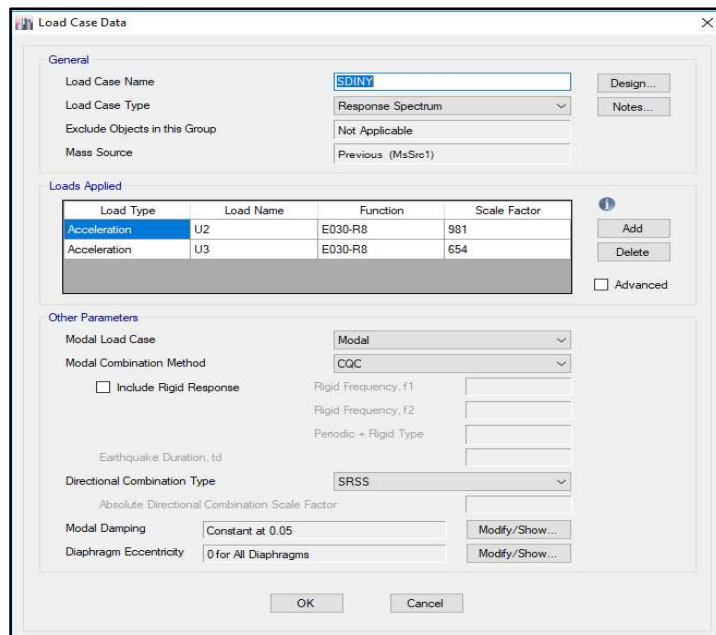 Load Case Data
General
Load Case Name SDINY Design...
Load Case Type Response Spectrum Notes...
Exclude Objects in this Group Not Applicable
Mass Source Previous (MsSrc1)
Loads Applied
Load Type Load Name Function Scale Factor
Acceleration U2 E030-R8 981 Add
Acceleration U3 E030-R8 654 Delete
Advanced
Other Parameters
Modal Load Case Modal
Modal Combination Method CQC
Include Rigid Response Rigid Frequency, f1
Rigid Frequency, f2
Periodic + Rigid Type
Earthquake Duration, td
Directional Combination Type SRSS
Absolute Directional Combination Scale Factor
Modal Damping Constant at 0.05 Modify/Show...
Diaphragm Eccentricity 0 for All Diaphragms Modify/Show...
OK Cancel